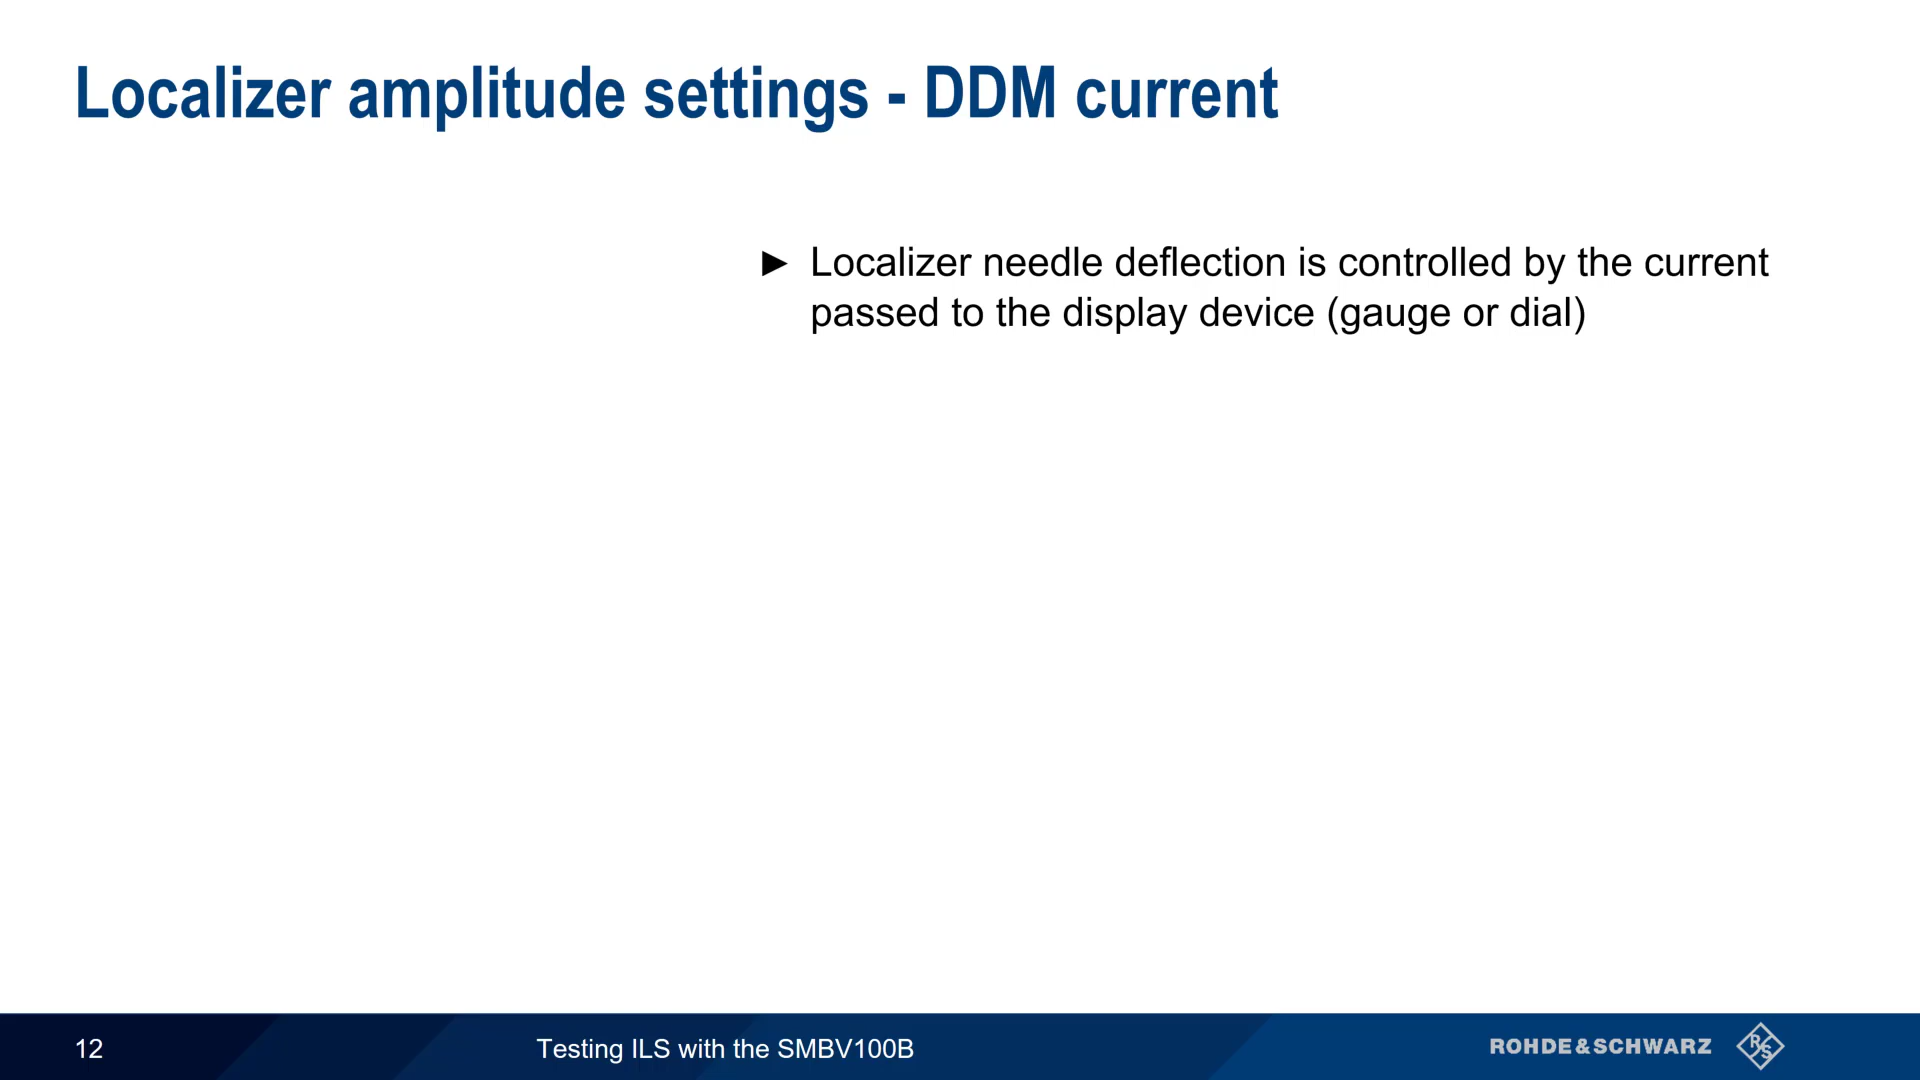 Localizer amplitude settings - DDM current
► Localizer needle deflection is controlled by the current
passed to the display device (gauge or dial)
12
Testing ILS with the SMBV100B
ROHDE&SCHWARZ
R&S